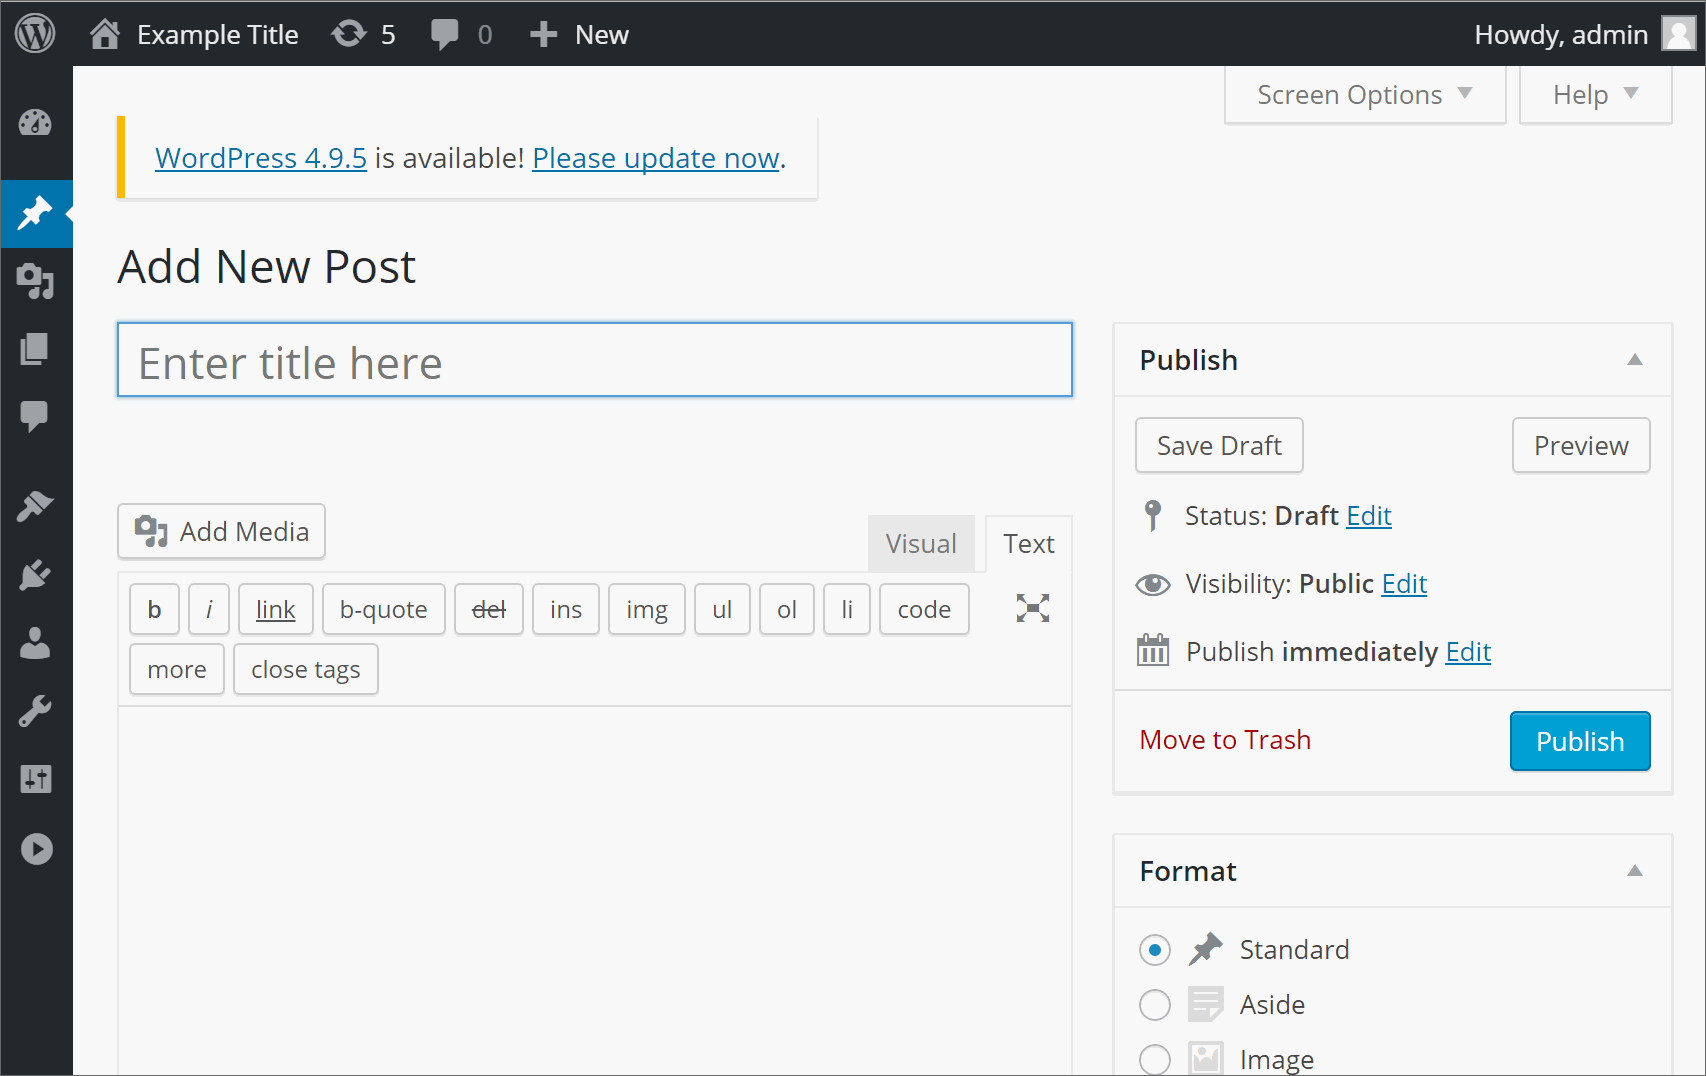 Example Title 5 0 New Howdy, admin
Screen Options Help
WordPress 4.9.5 is available! Please update now.
Add New Post
Enter title here
Publish
Save Draft Preview
Status: Draft Edit
Visibility: Public Edit
Publish immediately Edit
Move to Trash Publish
Add Media Visual Text
b i link b-quote del ins img ul ol li code
more close tags
Format
Standard
Aside
Image